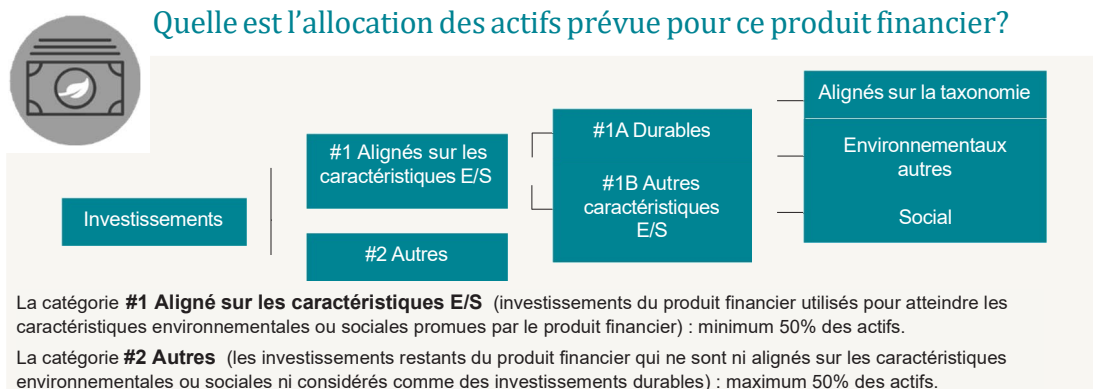 Quelle est l’allocation des actifs prévue pour ce produit financier?
Investissements
#1 Alignés sur les
caractéristiques E/S
#2 Autres
#1A Durables
#1B Autres
caractéristiques
E/S
Alignés sur la taxonomie
Environnementaux
autres
Social
La catégorie #1 Aligné sur les caractéristiques E/S (investissements du produit financier utilisés pour atteindre les
caractéristiques environnementales ou sociales promues par le produit financier) : minimum 50% des actifs.
La catégorie #2 Autres (les investissements restants du produit financier qui ne sont ni alignés sur les caractéristiques
environnementales ou sociales ni considérés comme des investissements durables) : maximum 50% des actifs.